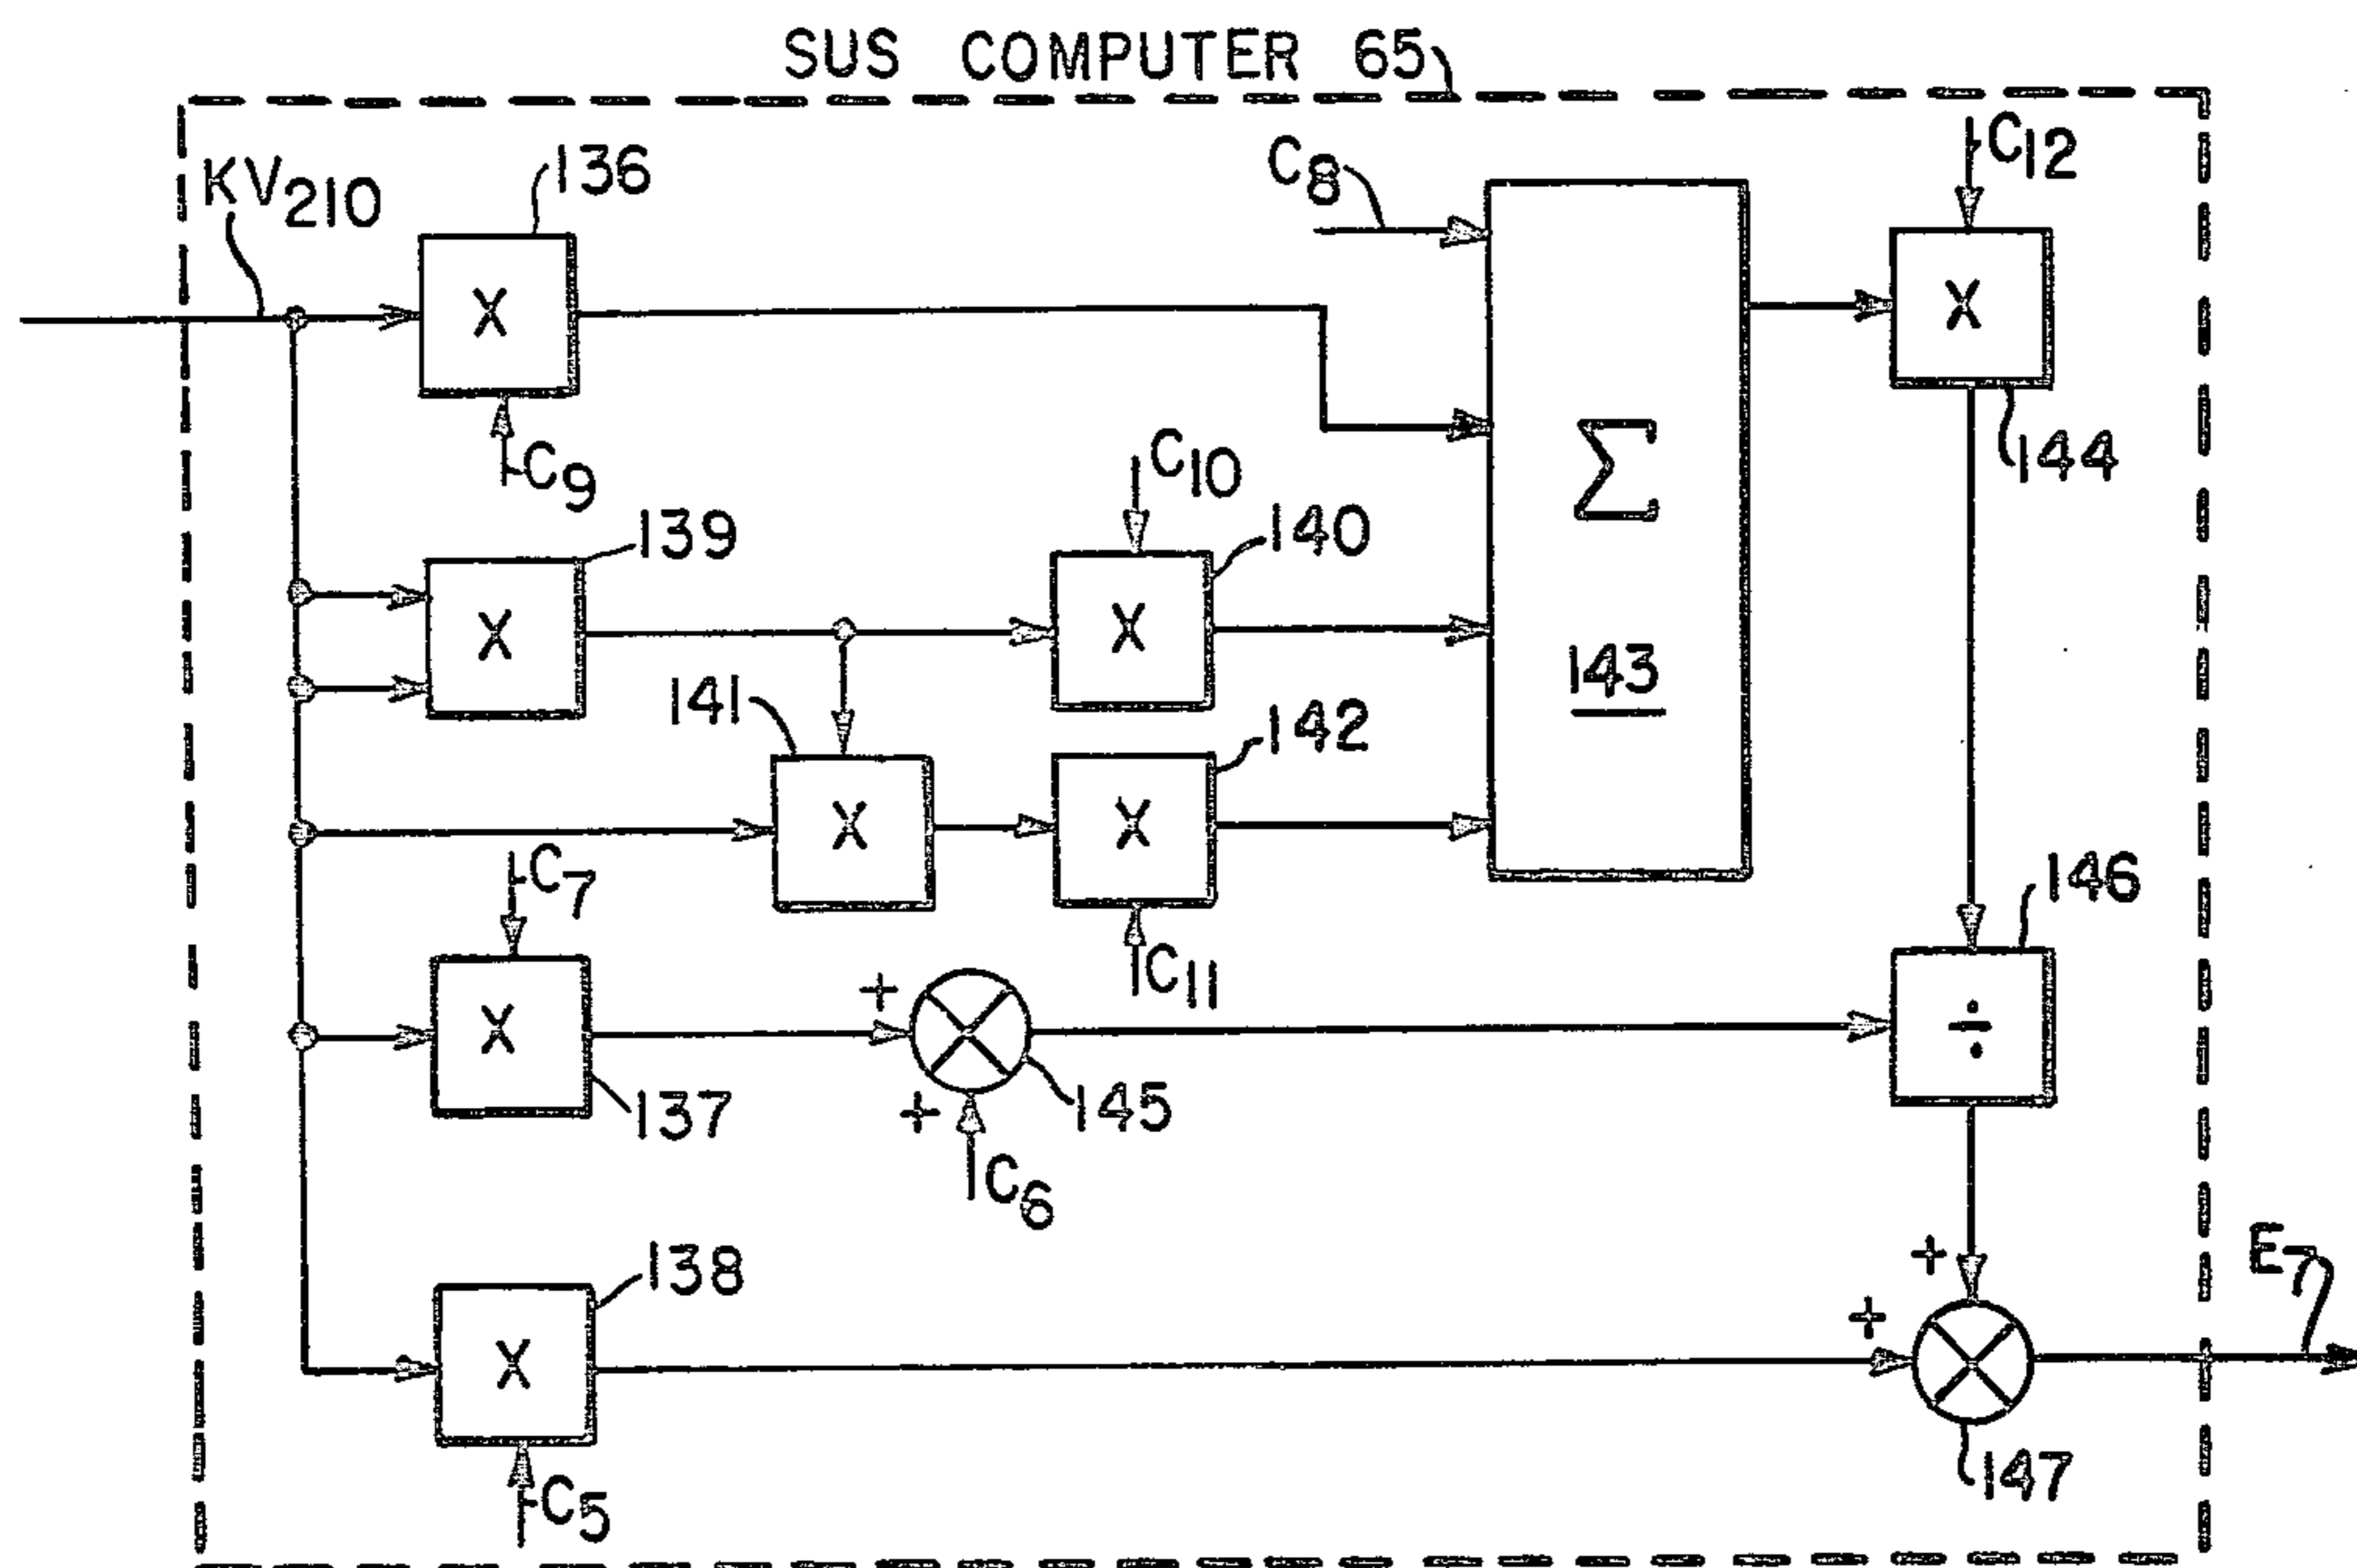 SUS COMPUTER 65
KV210
136
C8
C12
X
X
144
C9
C10
139
140
Σ
X
X
143
141
142
X
X
146
C7
C11
X
+
÷
137
+
145
C6
138
+
E7
+
X
147
C5